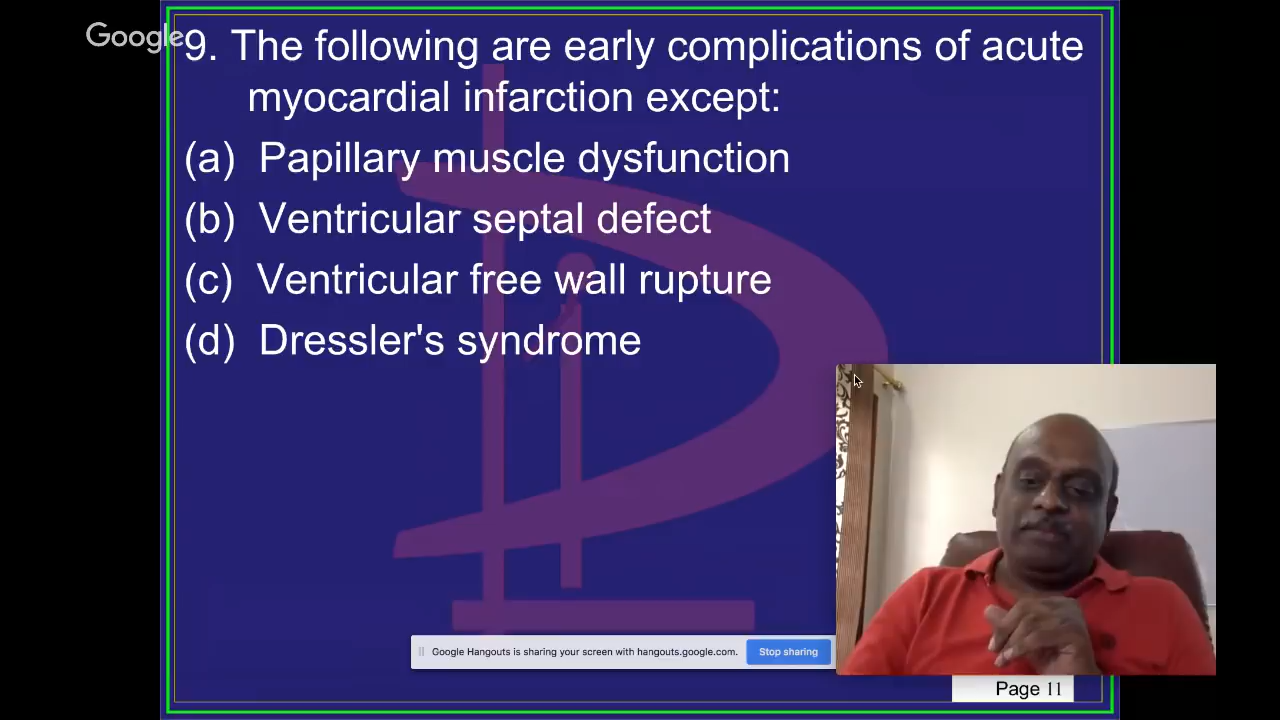 Google
9. The following are early complications of acute
myocardial infarction except:
(a) Papillary muscle dysfunction
(b) Ventricular septal defect
(c) Ventricular free wall rupture
(d) Dressler's syndrome
Google Hangouts is sharing your screen with hangouts.google.com.
Stop sharing
Page 11